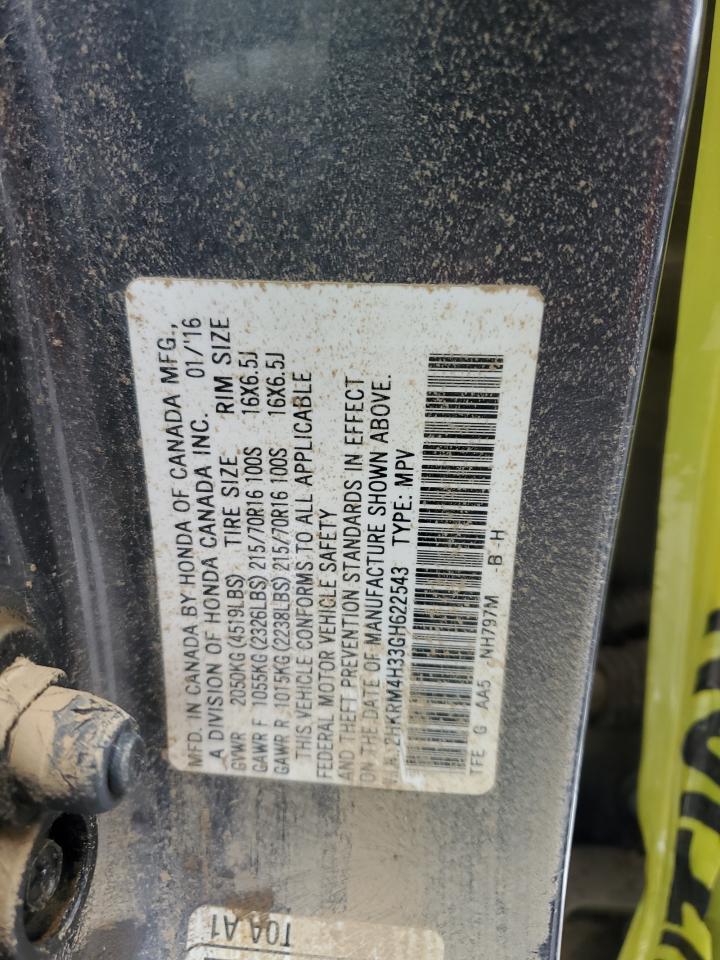 MFD. IN CANADA BY HONDA OF CANADA MFG.,
A DIVISION OF HONDA CANADA INC. 01/'16
GVWR 2050KG (4519LBS) TIRE SIZE RIM SIZE
GAWR F 1055KG (2326LBS) 215/70R16 100S 16X6.5J
GAWR R 1015KG (2238LBS) 215/70R16 100S 16X6.5J
THIS VEHICLE CONFORMS TO ALL APPLICABLE
FEDERAL MOTOR VEHICLE SAFETY
AND THEFT PREVENTION STANDARDS IN EFFECT
ON THE DATE OF MANUFACTURE SHOWN ABOVE.
2HKRM4H33GH622543 TYPE: MPV
TFE G AA5 NH797M -B -H
TOA A1